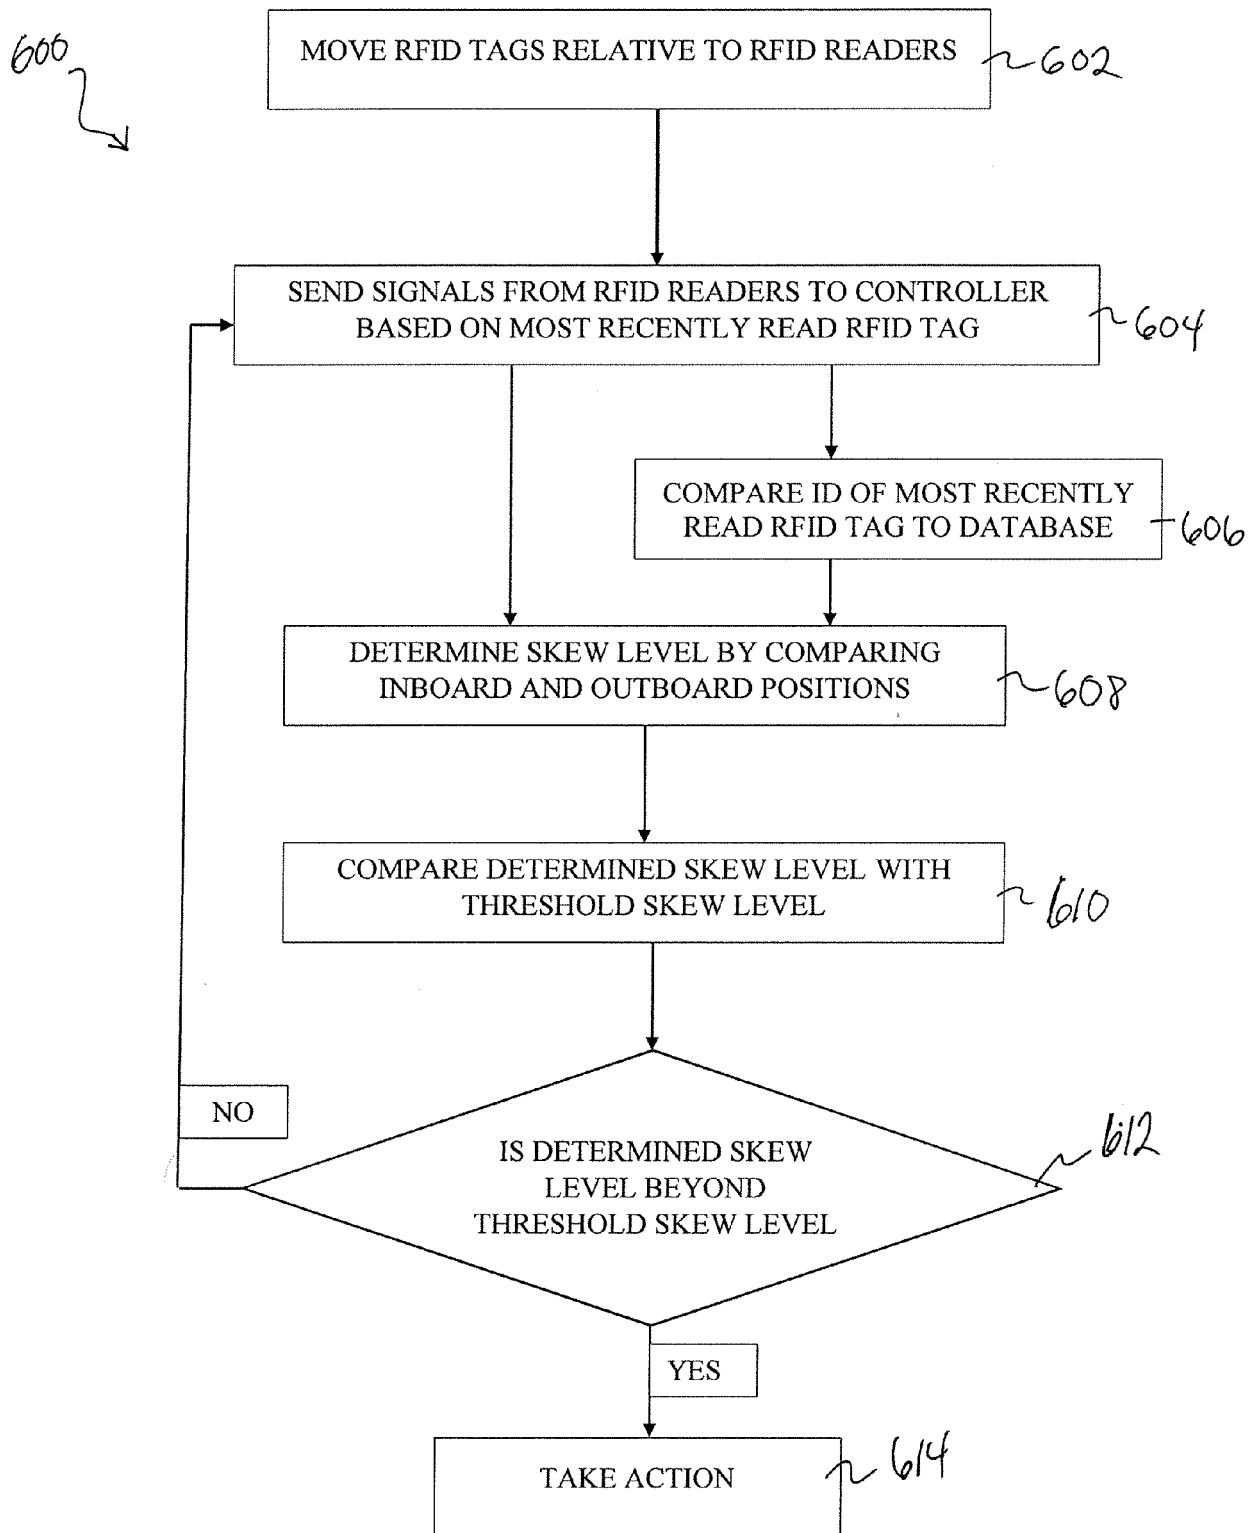 600
MOVE RFID TAGS RELATIVE TO RFID READERS
602
SEND SIGNALS FROM RFID READERS TO CONTROLLER
BASED ON MOST RECENTLY READ RFID TAG
604
COMPARE ID OF MOST RECENTLY
READ RFID TAG TO DATABASE
606
DETERMINE SKEW LEVEL BY COMPARING
INBOARD AND OUTBOARD POSITIONS
608
COMPARE DETERMINED SKEW LEVEL WITH
THRESHOLD SKEW LEVEL
610
NO
IS DETERMINED SKEW
LEVEL BEYOND
THRESHOLD SKEW LEVEL
612
YES
TAKE ACTION
614